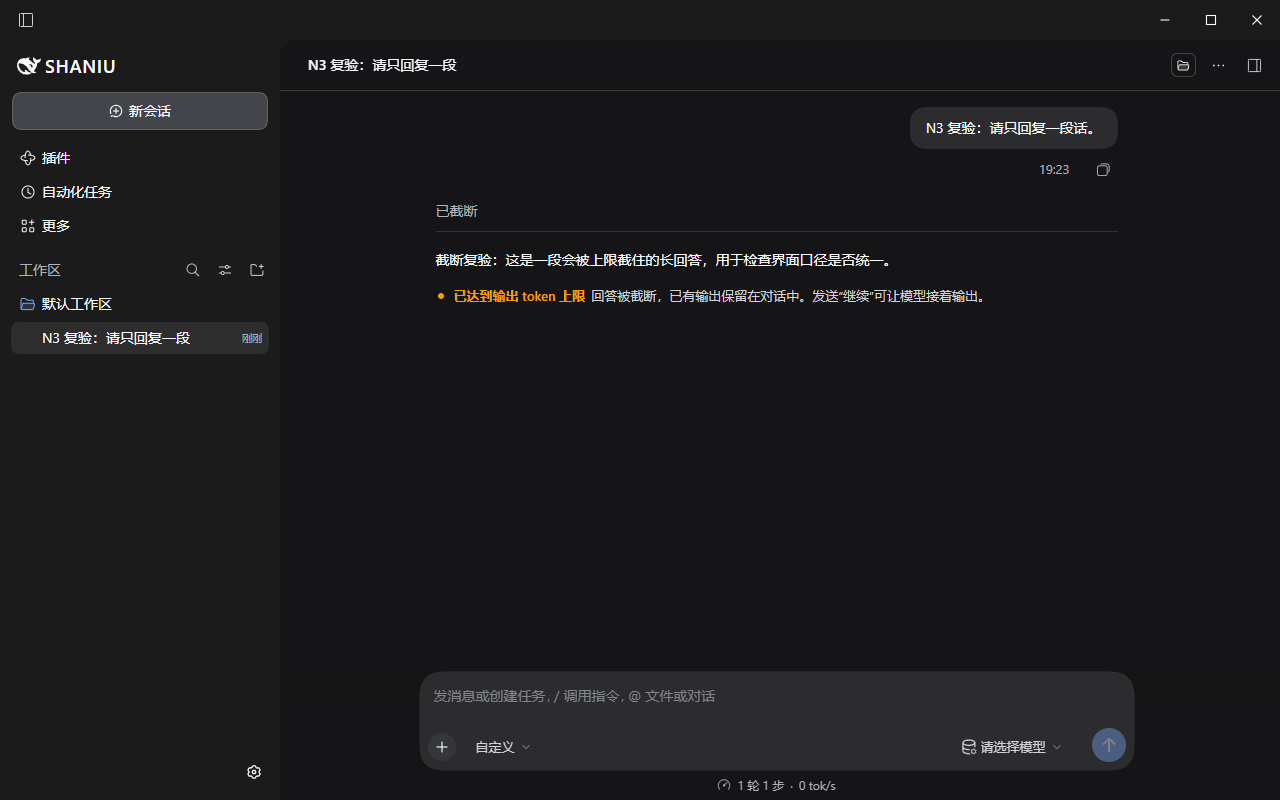 SHANIU
新会话
插件
自动化任务
更多
工作区
默认工作区
N3 复验：请只回复一段
刚刚
N3 复验：请只回复一段
N3 复验：请只回复一段话。
19:23
已截断
截断复验：这是一段会被上限截住的长回答，用于检查界面口径是否统一。
已达到输出 token 上限 回答被截断，已有输出保留在对话中。发送“继续”可让模型接着输出。
发消息或创建任务, / 调用指令, @ 文件或对话
自定义
请选择模型
1 轮 1 步 · 0 tok/s